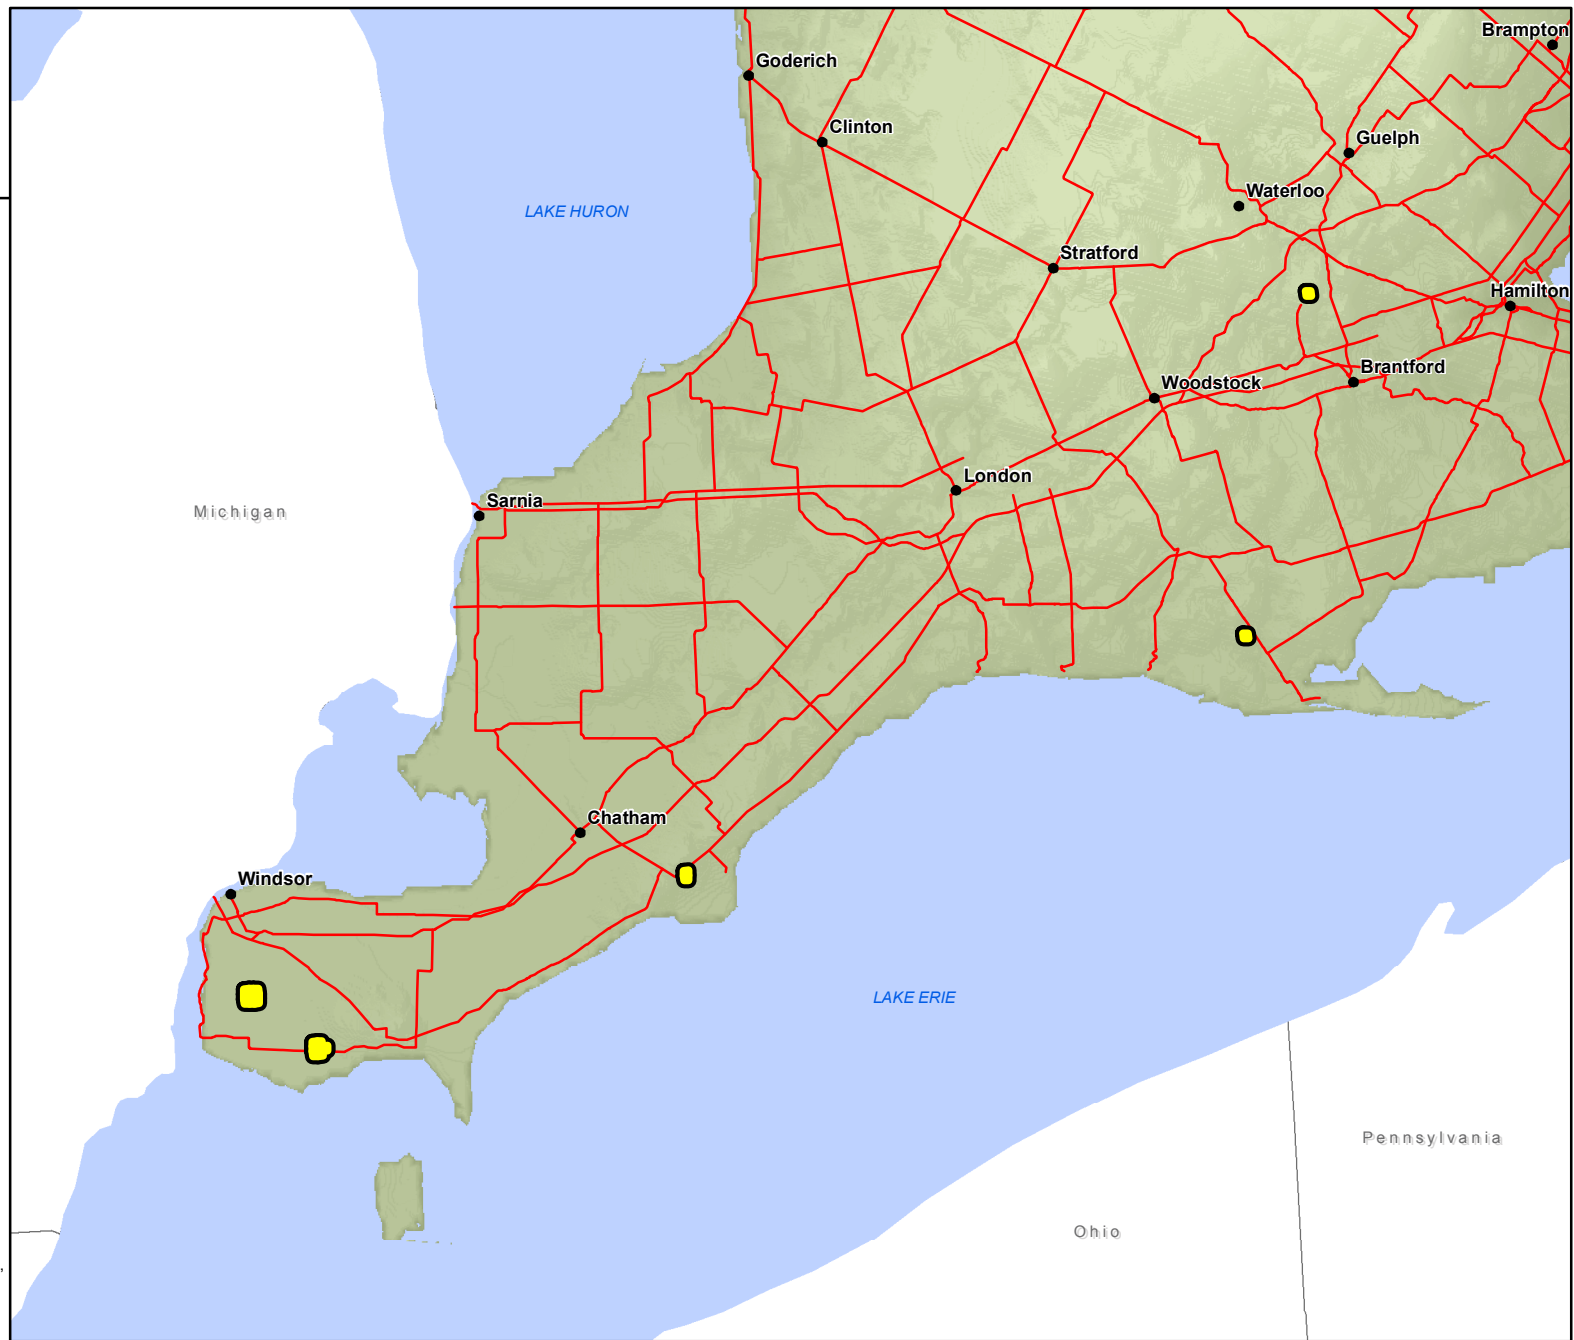 Brampton
Goderich
Clinton
Guelph
Waterloo
LAKE HURON
Stratford
Hamilton
Brantford
Woodstock
London
Sarnia
Michigan
Chatham
Windsor
LAKE ERIE
Pennsylvania
Ohio
,